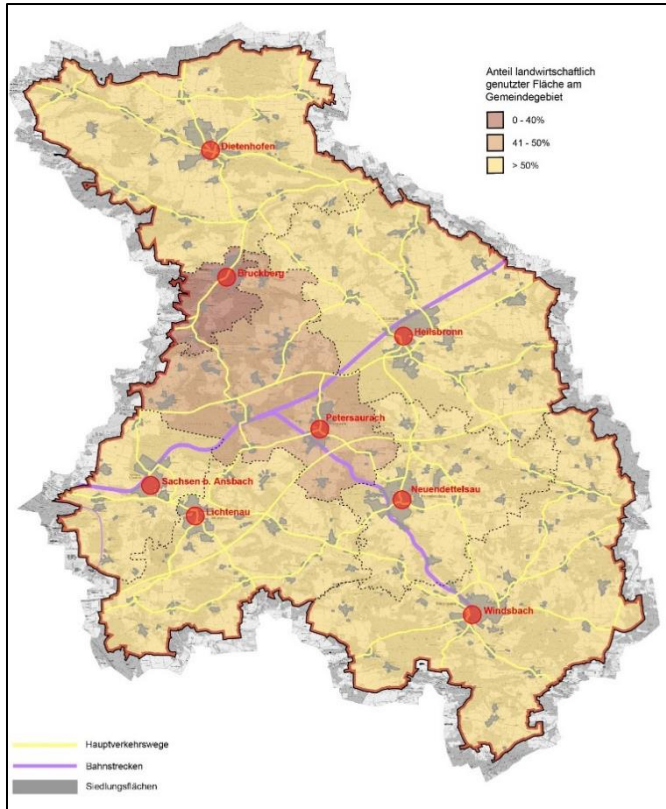 Anteil landwirtschaftlich
genutzter Fläche am
Gemeindegebiet
0 - 40%
41 - 50%
> 50%
Dietenhofen
Bruckberg
Heilsbronn
Petersaurach
Sachsen b. Ansbach
Neuendettelsau
Lichtenau
Windsbach
Hauptverkehrswege
Bahnstrecken
Siedlungsflächen